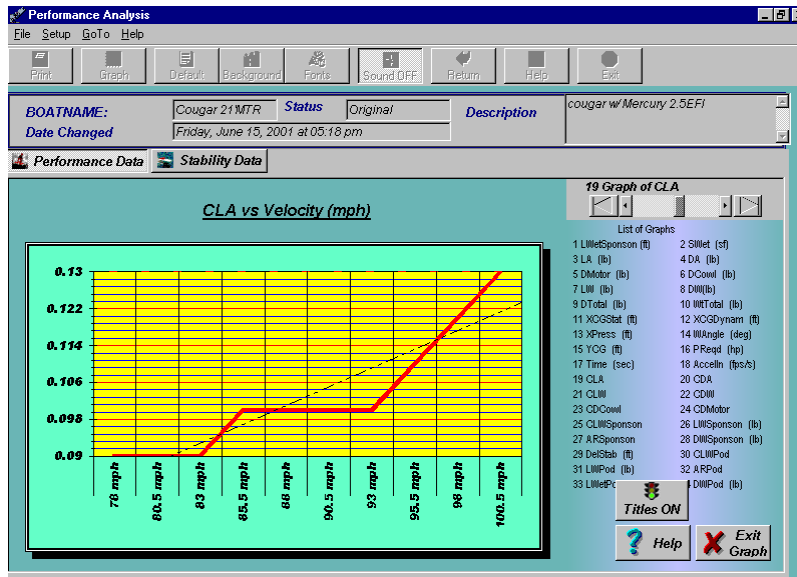 Performance Analysis
File Setup GoTo Help
Print Graph Default Background Fonts Sound OFF Return Help Exit
BOATNAME: Cougar 21'MTR Status Original Description cougar w/ Mercury 2.5EFI
Date Changed Friday, June 15, 2001 at 05:18 pm
Performance Data Stability Data
19 Graph of CLA
CLA vs Velocity (mph)
List of Graphs
1 LWetSponson (ft) 2 SWet (sf)
3 LA (lb) 4 DA (lb)
5 DMotor (lb) 6 DCowl (lb)
7 LW (lb) 8 DW(lb)
9 DTotal (lb) 10 WtTotal (lb)
11 XCGStat (ft) 12 XCGDynam (ft)
13 XPress (ft) 14 WAngle (deg)
15 YCG (ft) 16 PReqd (hp)
17 Time (sec) 18 Acceln (fps/s)
19 CLA 20 CDA
21 CLW 22 CDW
23 CDCowl 24 CDMotor
25 CLWSponson 26 LWSponson (lb)
27 ARSponson 28 DWSponson (lb)
29 DelStab (ft) 30 CLWPod
31 LWPod (lb) 32 ARPod
33 LWetPo DWPod (lb)
0.13
0.122
0.114
0.106
0.098
0.09
78 mph
80.5 mph
83 mph
85.5 mph
88 mph
90.5 mph
93 mph
95.5 mph
98 mph
100.5 mph
Titles ON
Help
Exit
Graph